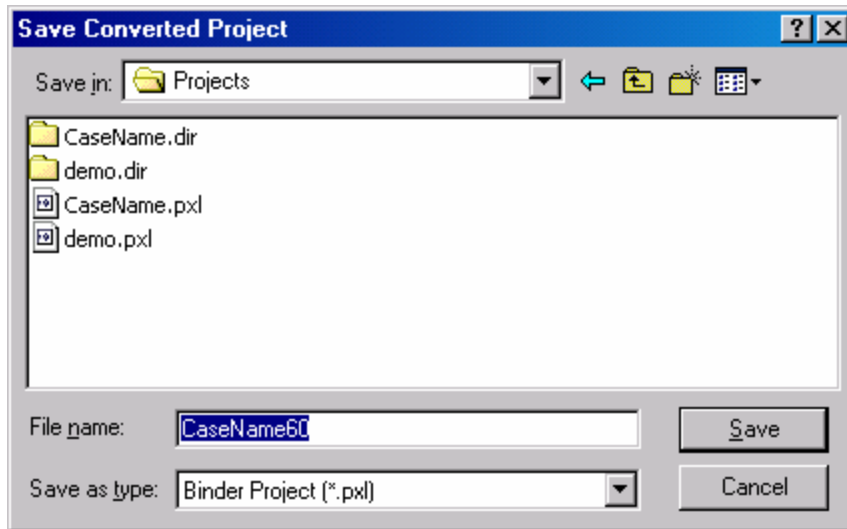 Save Converted Project
Save in: Projects
CaseName.dir
demo.dir
CaseName.pxl
demo.pxl
File name: CaseName60 Save
Save as type: Binder Project (*.pxl) Cancel